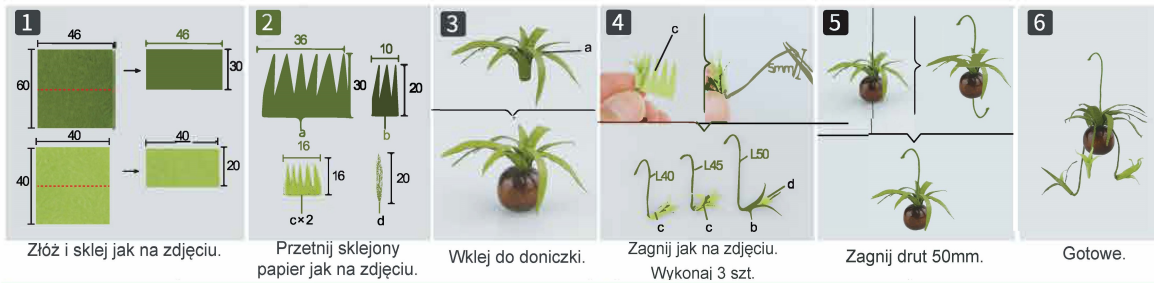 1
46
60
46
30
40
40
40
20
Złóż i sklej jak na zdjęciu.
2
36
30
a
10
20
b
16
16
c×2
20
d
Przetnij sklejony
papier jak na zdjęciu.
3
a
Wklej do doniczki.
4
c
5mm
L40
L45
L50
c
c
b
d
Zagnij jak na zdjęciu.
Wykonaj 3 szt.
5
Zagnij drut 50mm.
6
Gotowe.